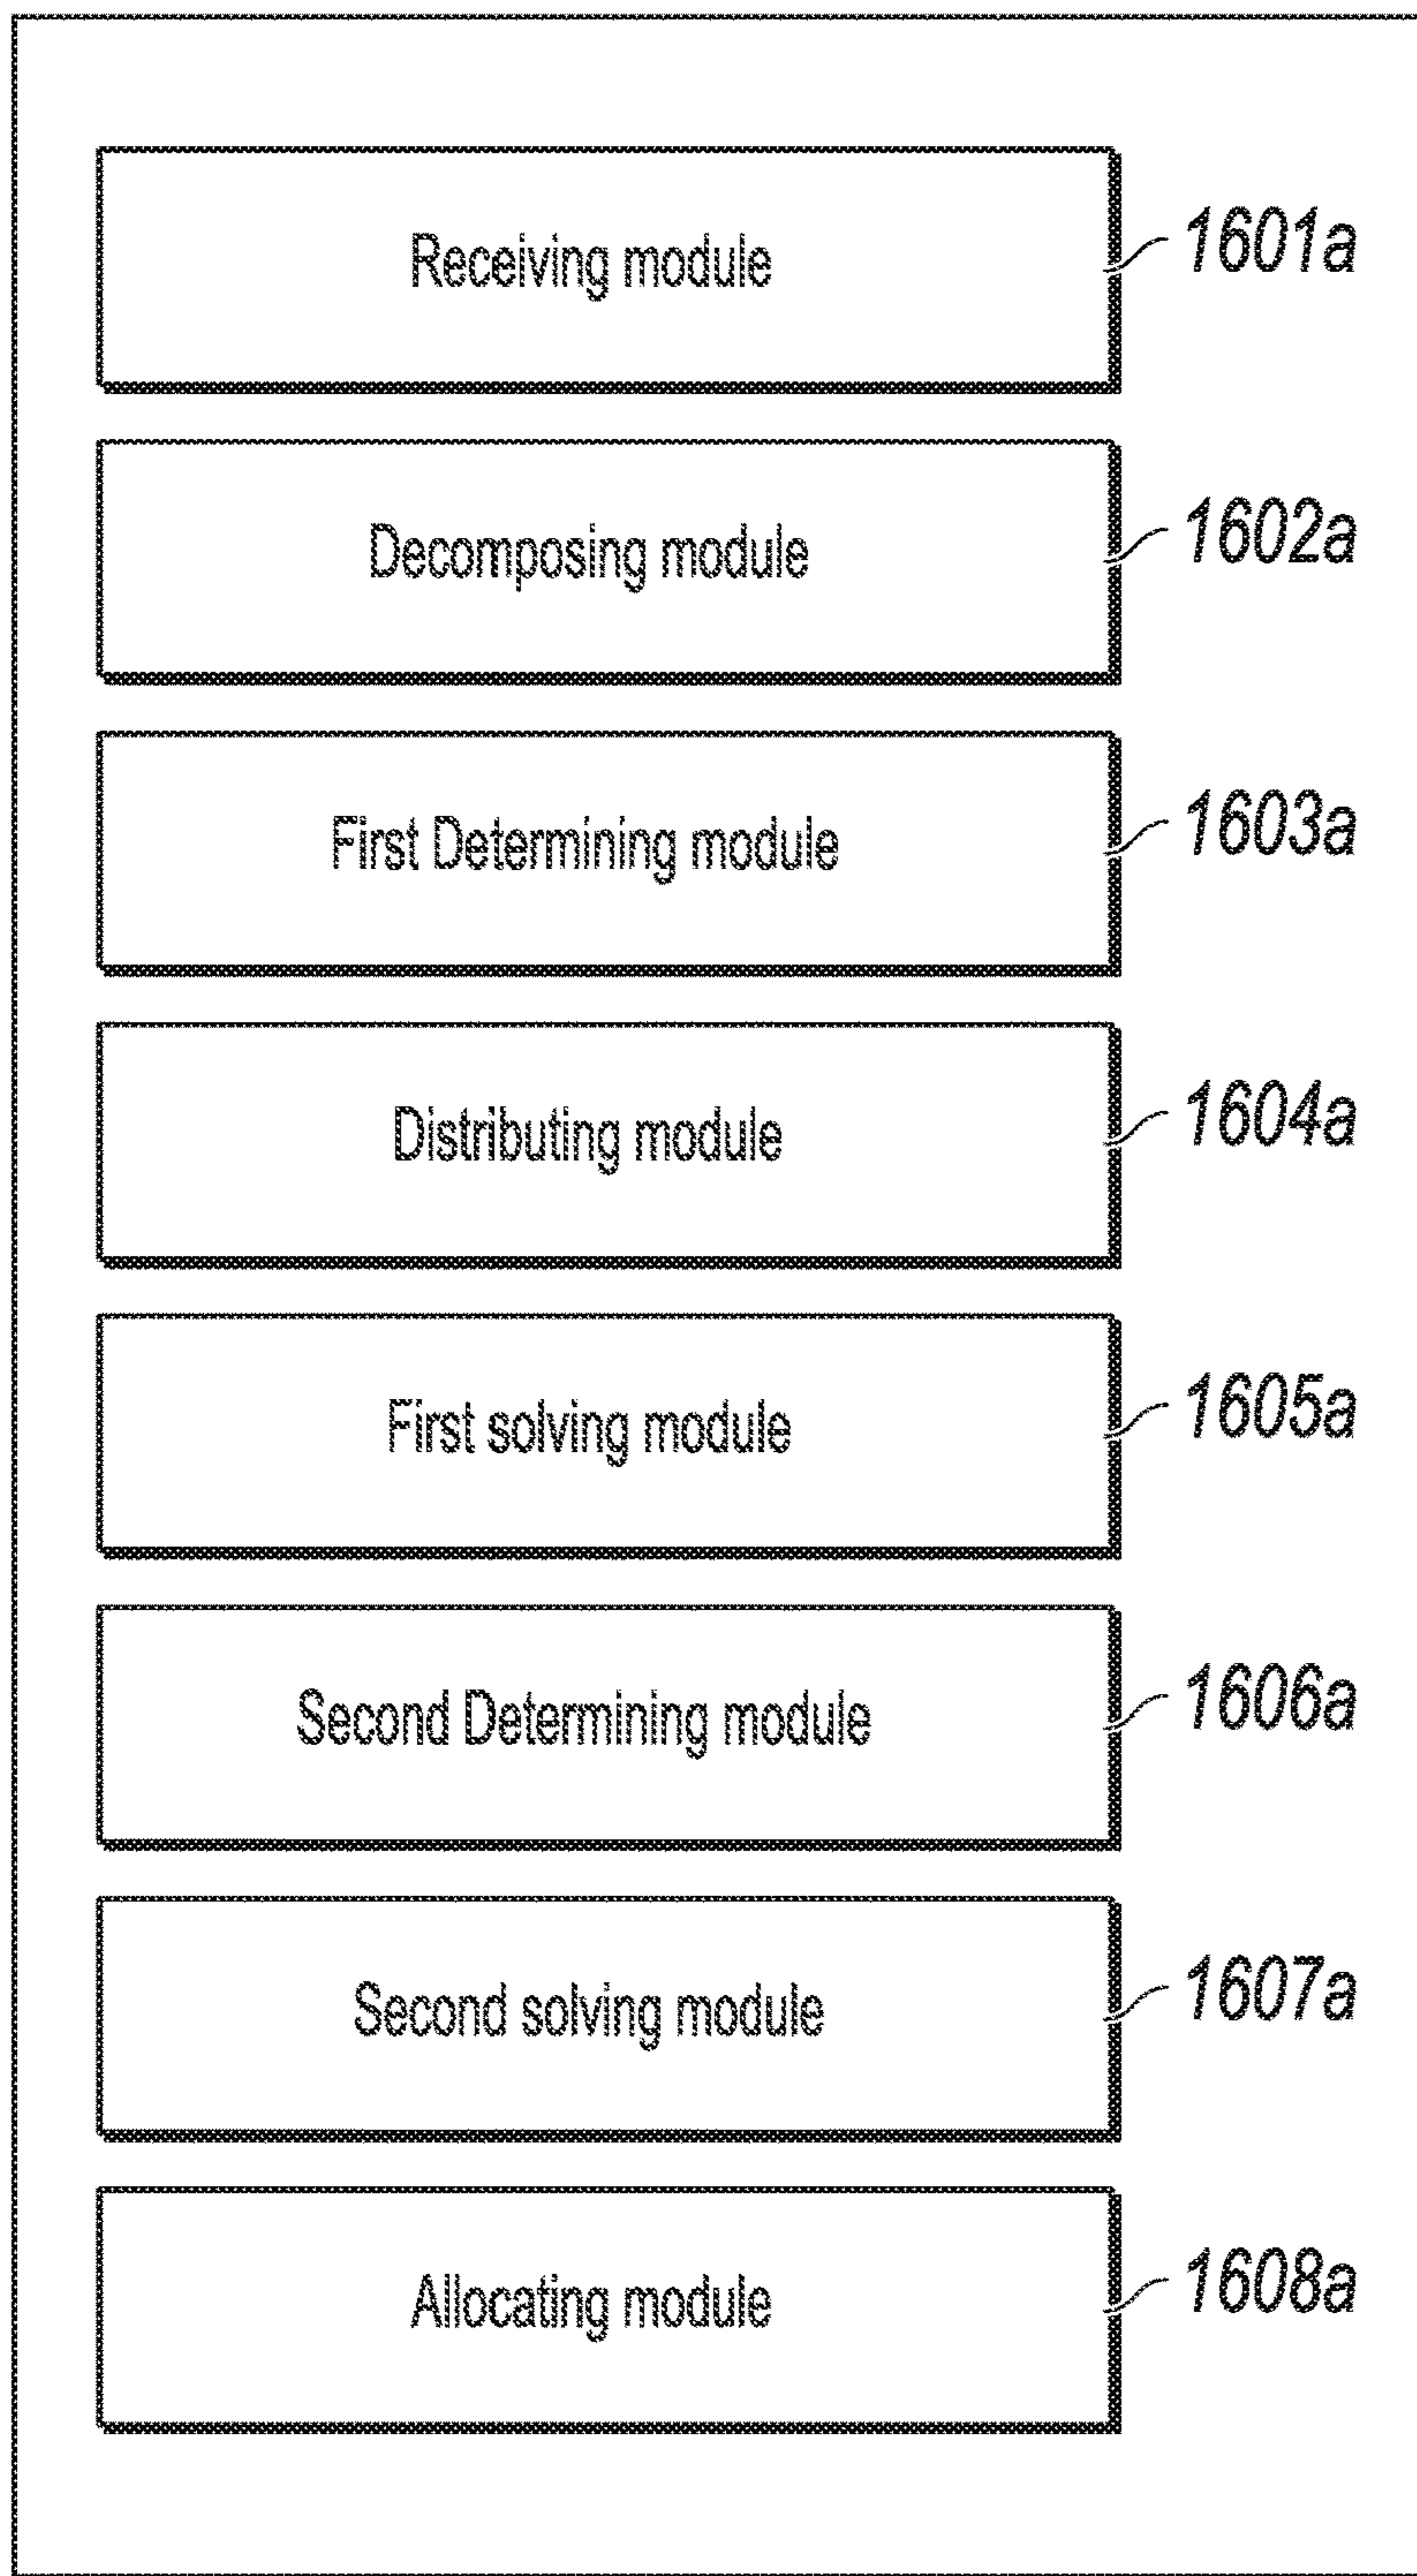 Receiving module 1601a
Decomposing module 1602a
First Determining module 1603a
Distributing module 1604a
First solving module 1605a
Second Determining module 1606a
Second solving module 1607a
Allocating module 1608a